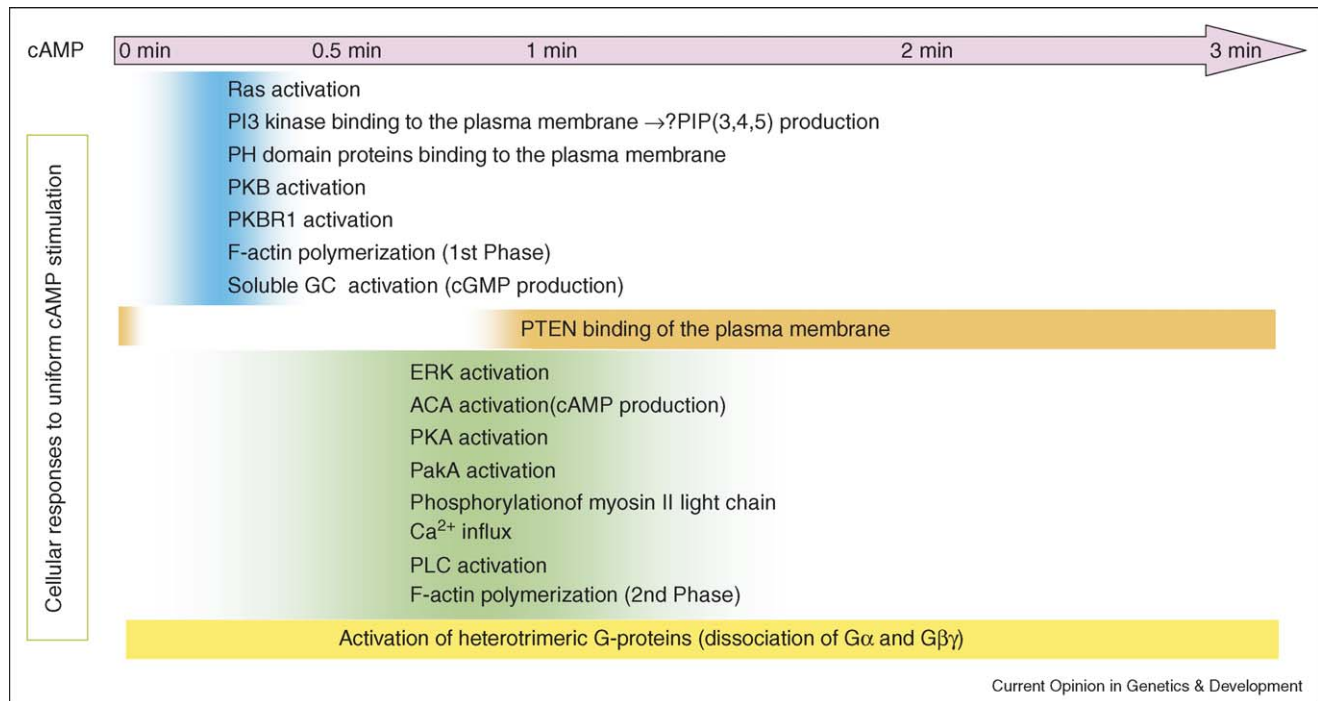 cAMP 0 min 0.5 min 1 min 2 min 3 min
Cellular responses to uniform cAMP stimulation
Ras activation
PI3 kinase binding to the plasma membrane →?PIP(3,4,5) production
PH domain proteins binding to the plasma membrane
PKB activation
PKBR1 activation
F-actin polymerization (1st Phase)
Soluble GC activation (cGMP production)
PTEN binding of the plasma membrane
ERK activation
ACA activation(cAMP production)
PKA activation
PakA activation
Phosphorylationof myosin II light chain
Ca²⁺ influx
PLC activation
F-actin polymerization (2nd Phase)
Activation of heterotrimeric G-proteins (dissociation of Gα and Gβγ)
Current Opinion in Genetics & Development